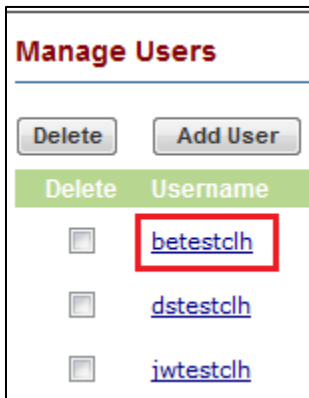 Manage Users
Delete Add User
Delete Username
betestclh
dstestclh
jwtestclh